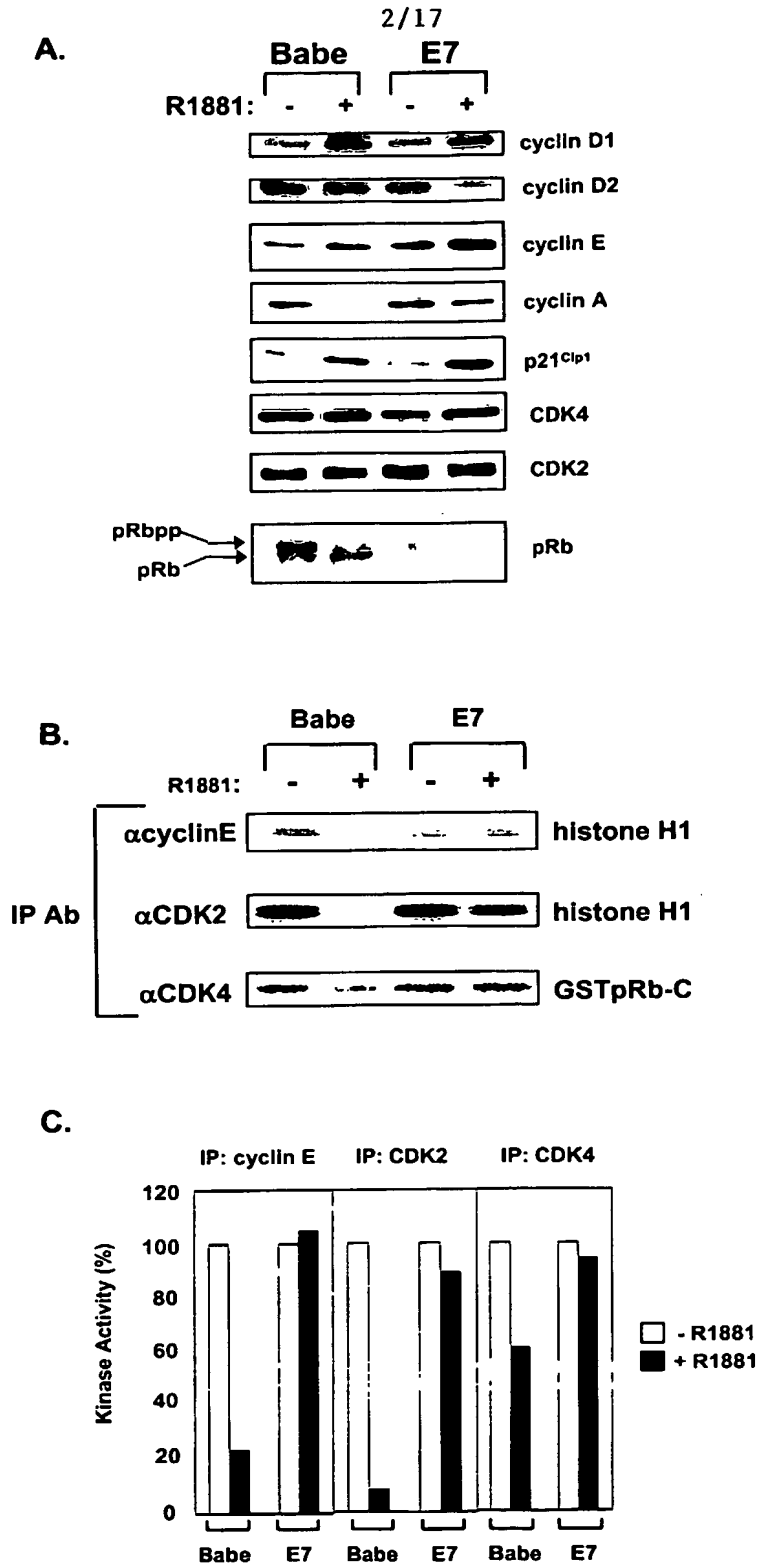 2/17
A.
Babe E7
R1881: - + - +
cyclin D1
cyclin D2
cyclin E
cyclin A
p21Cip1
CDK4
CDK2
pRbpp
pRb
pRb
B.
Babe E7
R1881: - + - +
αcyclinE histone H1
IP Ab αCDK2 histone H1
αCDK4 GSTpRb-C
C.
IP: cyclin E IP: CDK2 IP: CDK4
120
100
80
60
40
20
0
Kinase Activity (%)
- R1881
+ R1881
Babe E7 Babe E7 Babe E7